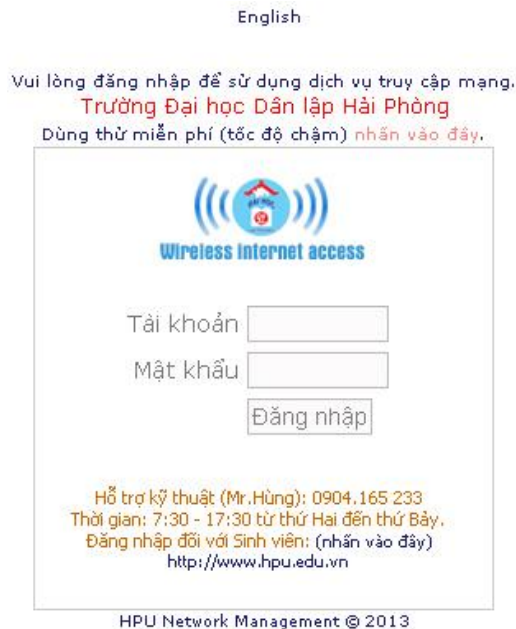 English
Vui lòng đăng nhập để sử dụng dịch vụ truy cập mạng.
Trường Đại học Dân lập Hải Phòng
Dùng thử miễn phí (tốc độ chậm) nhấn vào đây.
Wireless internet access
Tài khoản
Mật khẩu
Đăng nhập
Hỗ trợ kỹ thuật (Mr.Hùng): 0904.165 233
Thời gian: 7:30 - 17:30 từ thứ Hai đến thứ Bảy.
Đăng nhập đối với Sinh viên: (nhấn vào đây)
http://www.hpu.edu.vn
HPU Network Management @ 2013